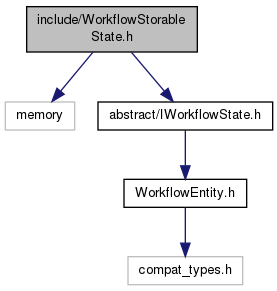 include/WorkflowStorable
State.h
memory
abstract/IWorkflowState.h
WorkflowEntity.h
compat_types.h